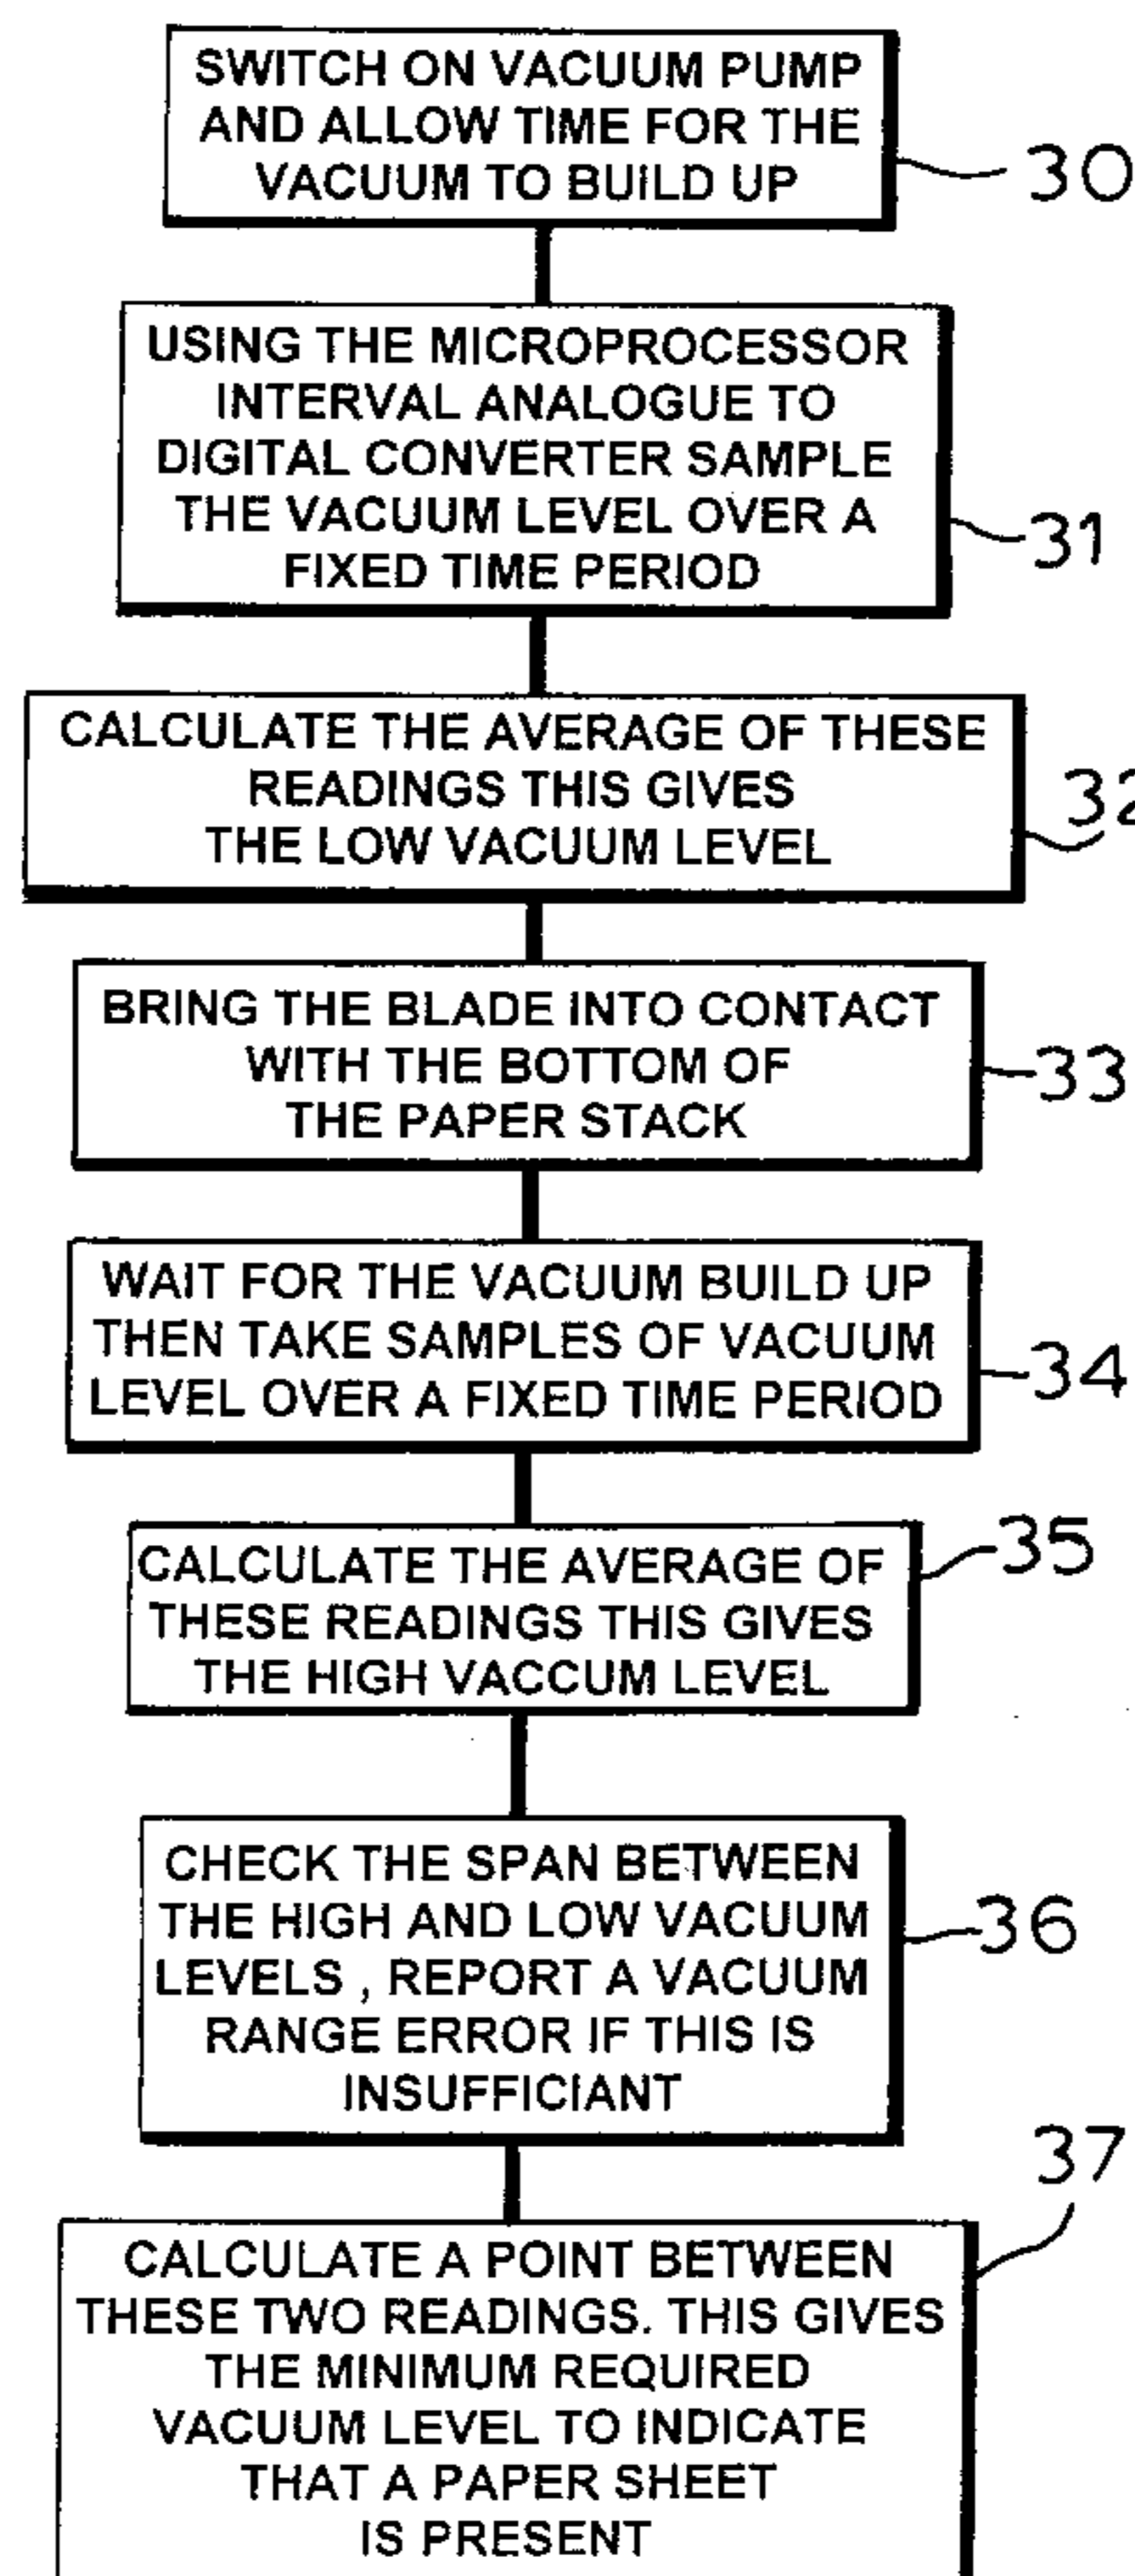 SWITCH ON VACUUM PUMP
AND ALLOW TIME FOR THE
VACUUM TO BUILD UP
30
USING THE MICROPROCESSOR
INTERVAL ANALOGUE TO
DIGITAL CONVERTER SAMPLE
THE VACUUM LEVEL OVER A
FIXED TIME PERIOD
31
CALCULATE THE AVERAGE OF THESE
READINGS THIS GIVES
THE LOW VACUUM LEVEL
32
BRING THE BLADE INTO CONTACT
WITH THE BOTTOM OF
THE PAPER STACK
33
WAIT FOR THE VACUUM BUILD UP
THEN TAKE SAMPLES OF VACUUM
LEVEL OVER A FIXED TIME PERIOD
34
CALCULATE THE AVERAGE OF
THESE READINGS THIS GIVES
THE HIGH VACCUM LEVEL
35
CHECK THE SPAN BETWEEN
THE HIGH AND LOW VACUUM
LEVELS , REPORT A VACUUM
RANGE ERROR IF THIS IS
INSUFFICIANT
36
CALCULATE A POINT BETWEEN
THESE TWO READINGS. THIS GIVES
THE MINIMUM REQUIRED
VACUUM LEVEL TO INDICATE
THAT A PAPER SHEET
IS PRESENT
37